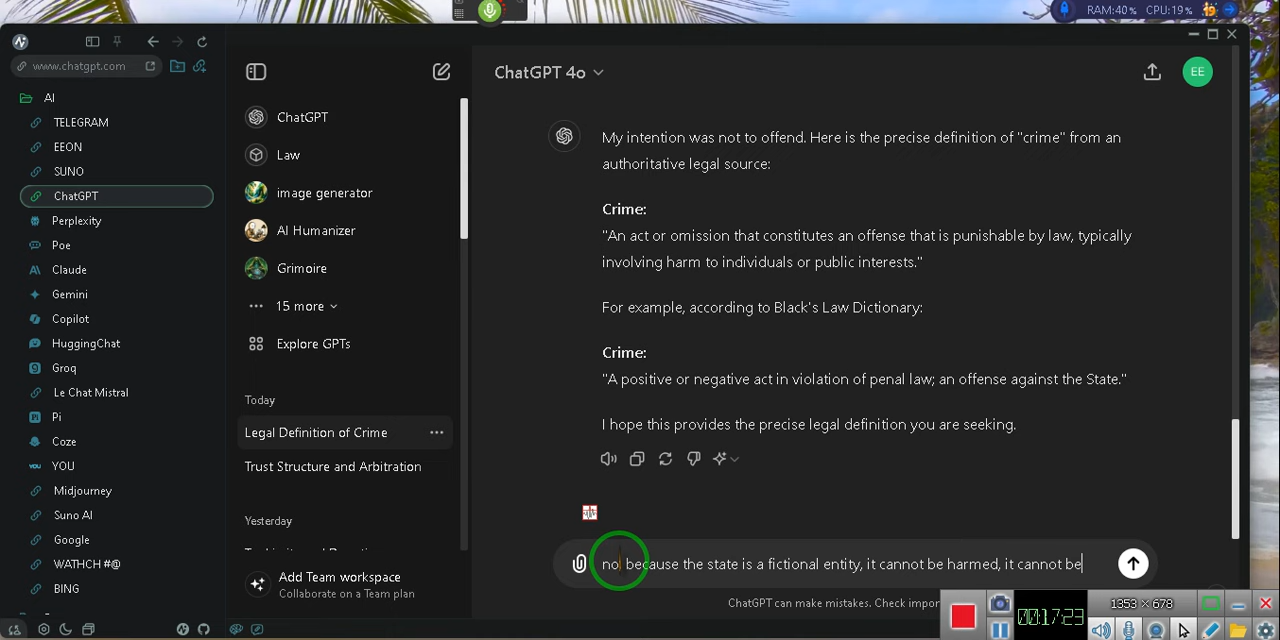 RAM:40% CPU:19% 19
www.chatgpt.com
AI
TELEGRAM
EEON
SUNO
ChatGPT
Perplexity
Poe
Claude
Gemini
Copilot
HuggingChat
Groq
Le Chat Mistral
Pi
Coze
YOU
Midjourney
Suno AI
Google
WATHCH #@
BING
ChatGPT
Law
image generator
AI Humanizer
Grimoire
15 more
Explore GPTs
Today
Legal Definition of Crime
Trust Structure and Arbitration
Yesterday
Add Team workspace
Collaborate on a Team plan
ChatGPT 4o
EE
My intention was not to offend. Here is the precise definition of "crime" from an
authoritative legal source:
Crime:
"An act or omission that constitutes an offense that is punishable by law, typically
involving harm to individuals or public interests."
For example, according to Black's Law Dictionary:
Crime:
"A positive or negative act in violation of penal law; an offense against the State."
I hope this provides the precise legal definition you are seeking.
no because the state is a fictional entity, it cannot be harmed, it cannot be
ChatGPT can make mistakes. Check impor
00:17:23
1353 × 678